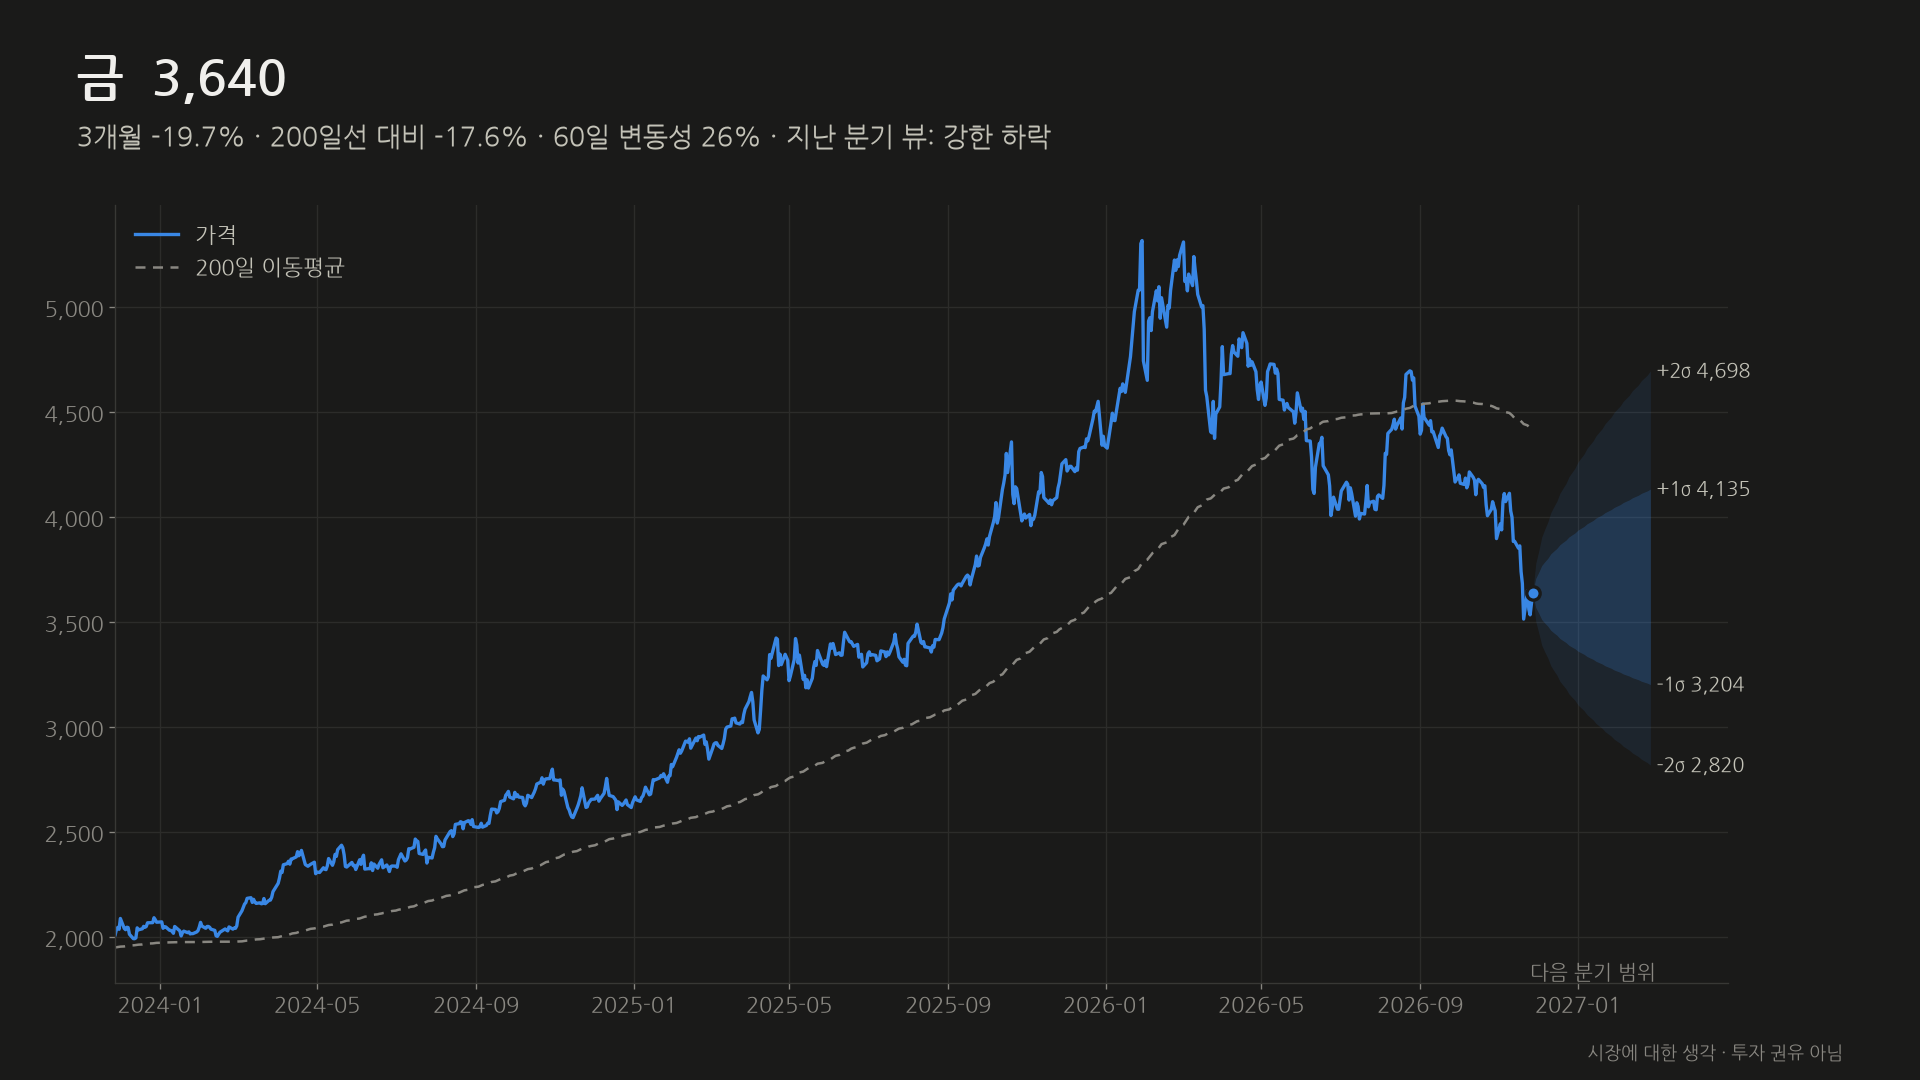 금 3,640
3개월 -19.7% · 200일선 대비 -17.6% · 60일 변동성 26% · 지난 분기 뷰: 강한 하락
가격
200일 이동평균
5,000
4,500
4,000
3,500
3,000
2,500
2,000
+2σ 4,698
+1σ 4,135
-1σ 3,204
-2σ 2,820
다음 분기 범위
2024-01
2024-05
2024-09
2025-01
2025-05
2025-09
2026-01
2026-05
2026-09
2027-01
시장에 대한 생각 · 투자 권유 아님